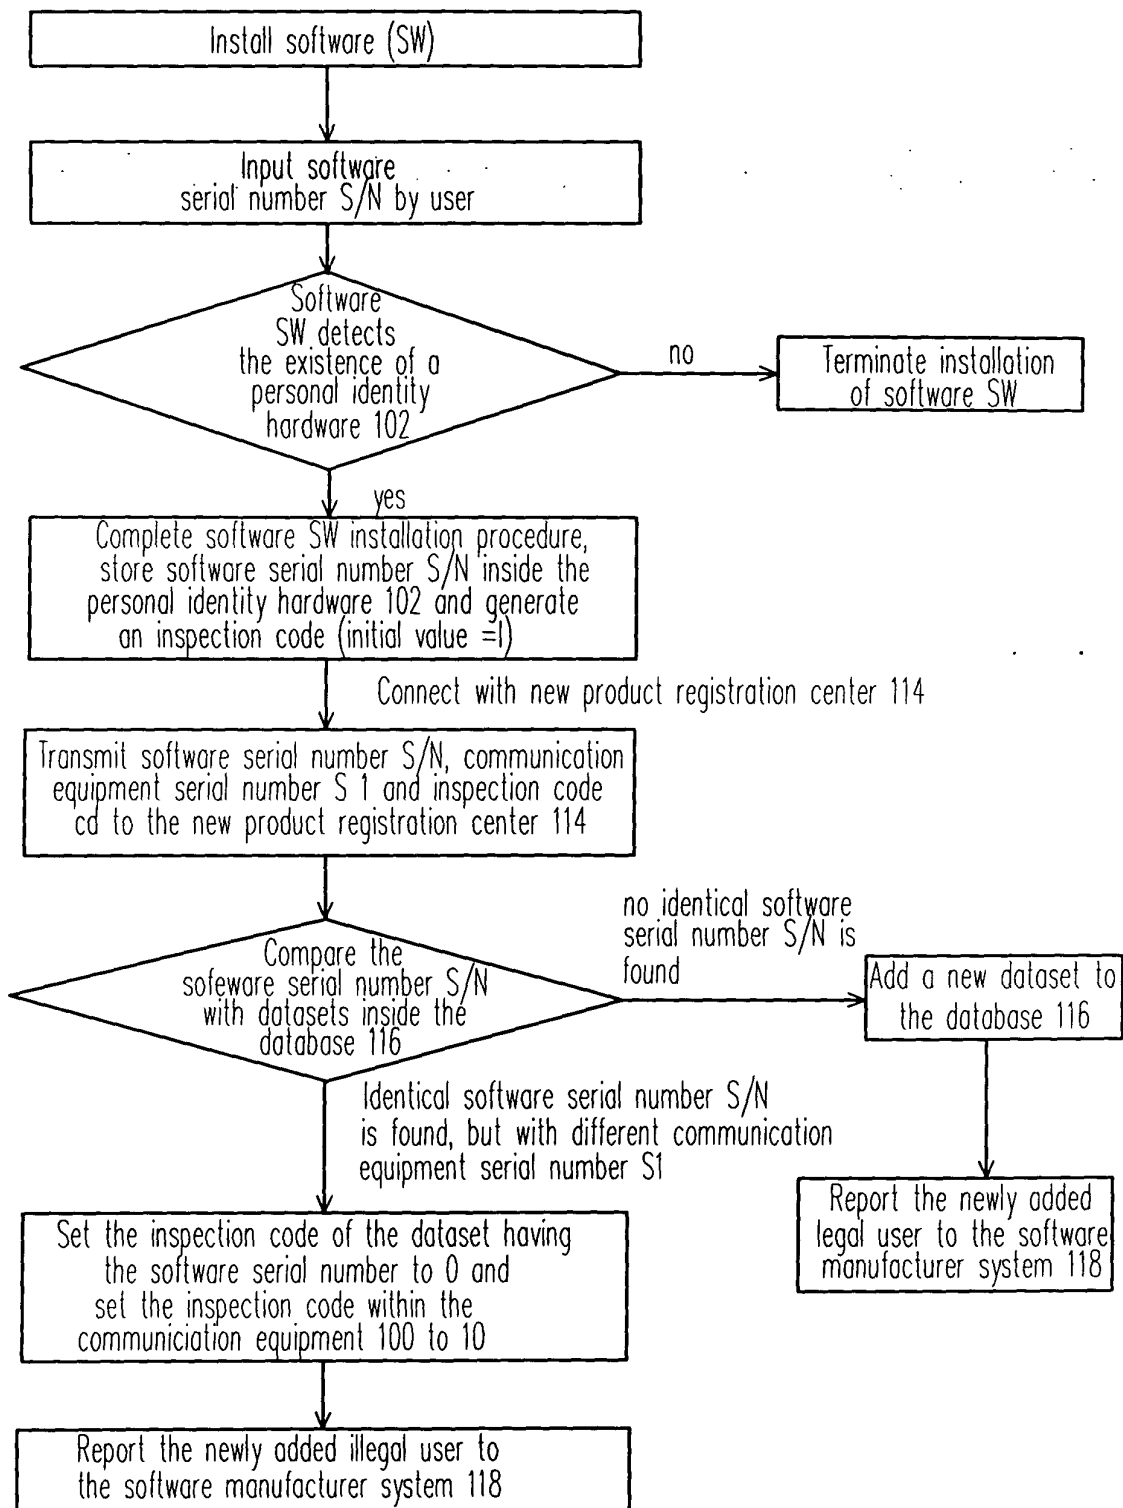 Install software (SW)
Input software
serial number S/N by user
Software
SW detects
the existence of a
personal identity
hardware 102
no
Terminate installation
of software SW
yes
Complete software SW installation procedure,
store software serial number S/N inside the
personal identity hardware 102 and generate
an inspection code (initial value =1)
Connect with new product registration center 114
Transmit software serial number S/N, communication
equipment serial number S 1 and inspection code
cd to the new product registration center 114
no identical software
serial number S/N is
found
Compare the
sofeware serial number S/N
with datasets inside the
database 116
Add a new dataset to
the database 116
Identical software serial number S/N
is found, but with different communication
equipment serial number S1
Report the newly added
legal user to the software
manufacturer system 118
Set the inspection code of the dataset having
the software serial number to 0 and
set the inspection code within the
communiciation equipment 100 to 10
Report the newly added illegal user to
the software manufacturer system 118